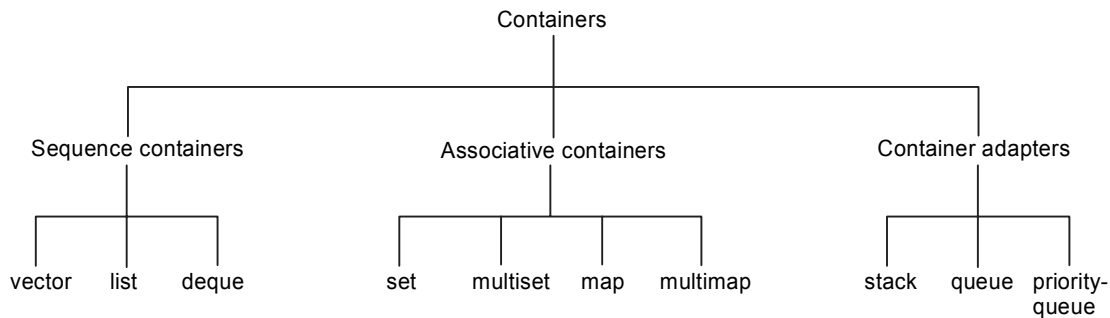 Containers
Sequence containers
Associative containers
Container adapters
vector
list
deque
set
multiset
map
multimap
stack
queue
priority-
queue